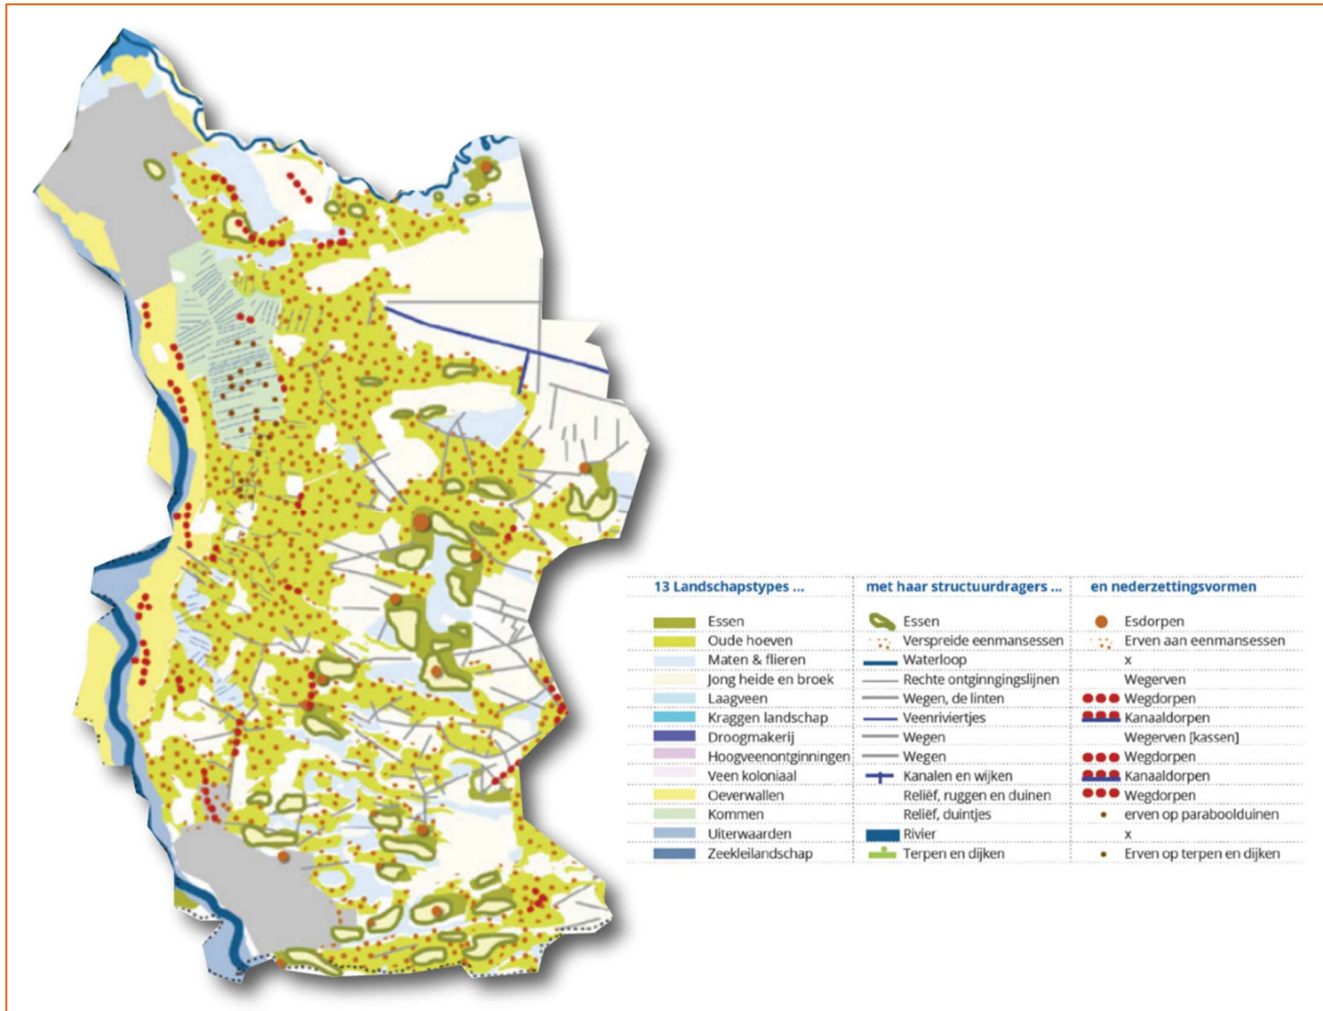 13 Landschapstypes ... met haar structuurdragers ... en nederzettingsvormen
Essen Essen Esdorpen
Oude hoeven Verspreide eenmansessen Erven aan eenmansessen
Maten & flieren Waterloop x
Jong heide en broek Rechte ontginningslijnen Wegerven
Laagveen Wegen, de linten Wegdorpen
Kraggen landschap Veenriviertjes Kanaaldorpen
Droogmakerij Wegen Wegerven [kassen]
Hoogveenontginningen Wegen Wegdorpen
Veen koloniaal Kanalen en wijken Kanaaldorpen
Oeverwallen Reliëf, ruggen en duinen Wegdorpen
Kommen Reliëf, duintjes erven op paraboolduinen
Uiterwaarden Rivier x
Zeekleilandschap Terpen en dijken Erven op terpen en dijken